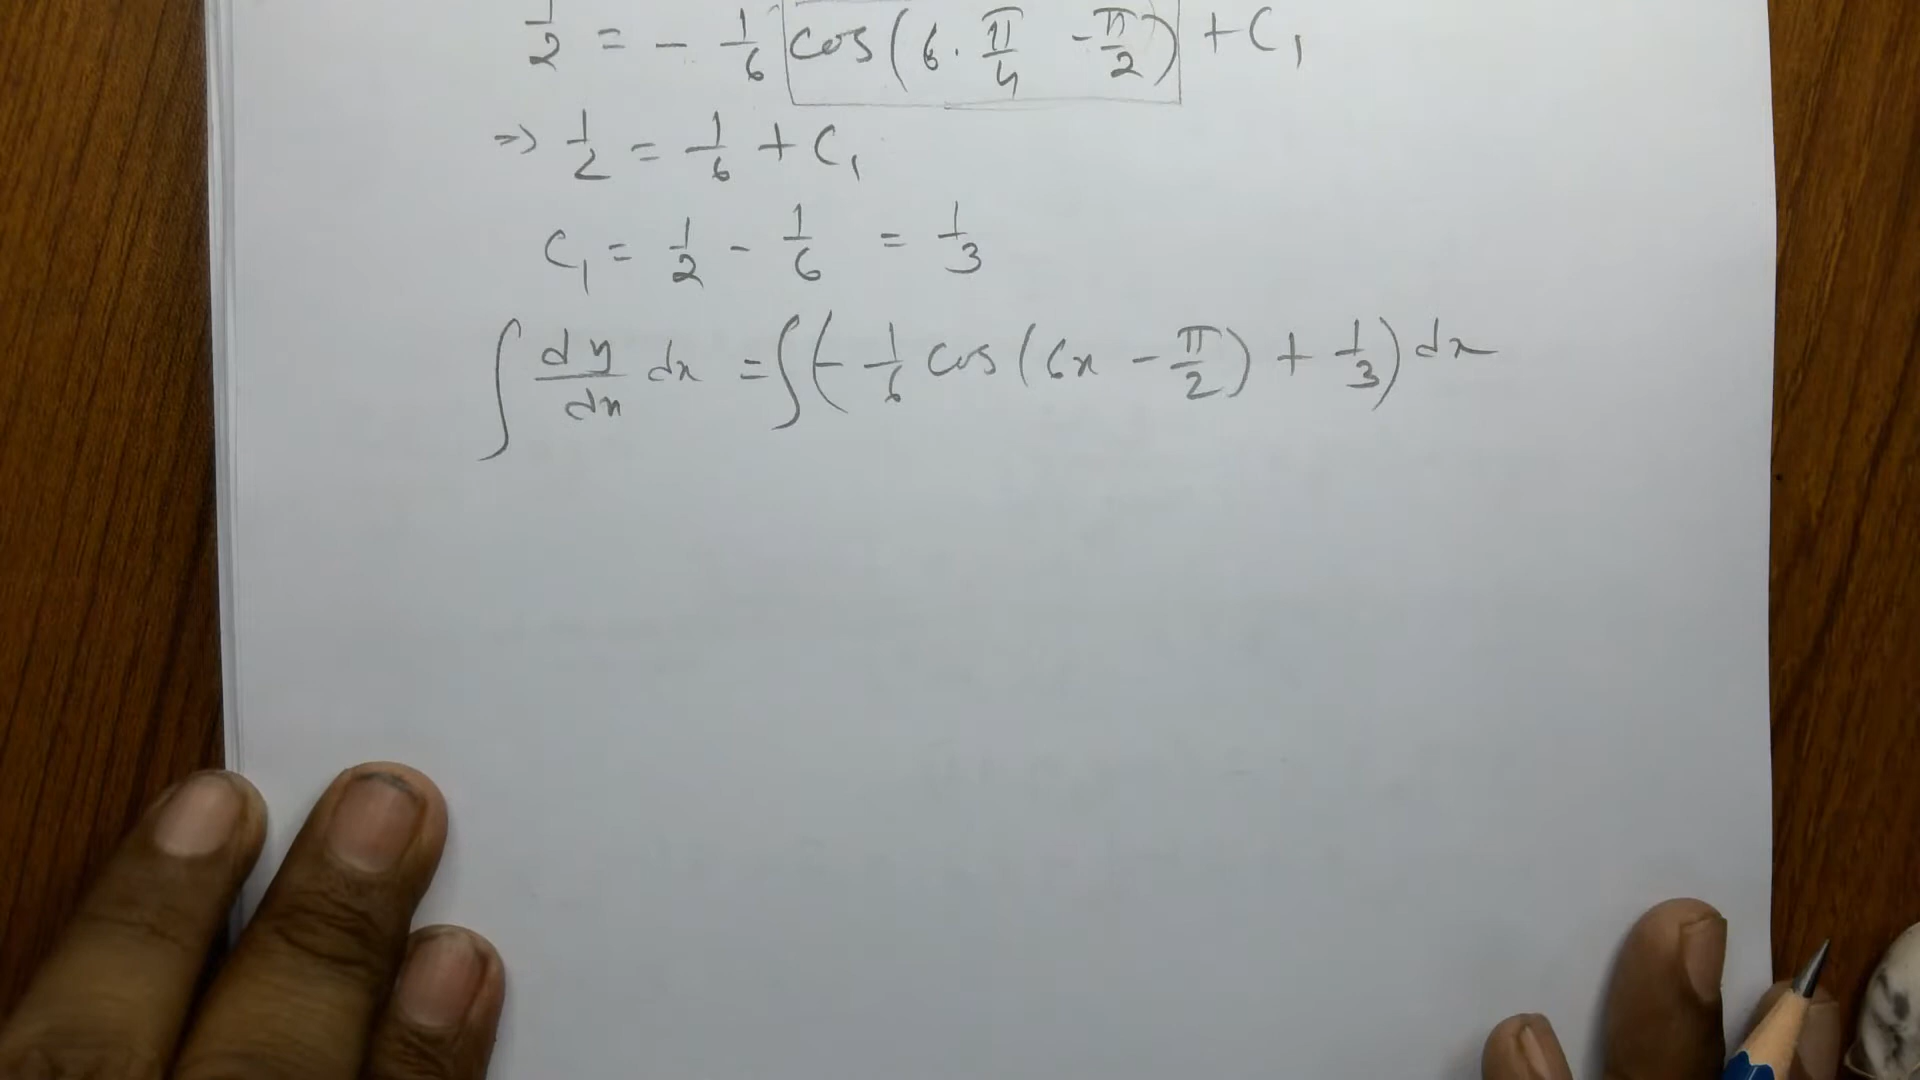 1/2 = - 1/6 cos(6 · π/4 - π/2) + C₁
=> 1/2 = 1/6 + C₁
C₁ = 1/2 - 1/6 = 1/3
∫ dy/dx dx = ∫(- 1/6 cos(6x - π/2) + 1/3) dx